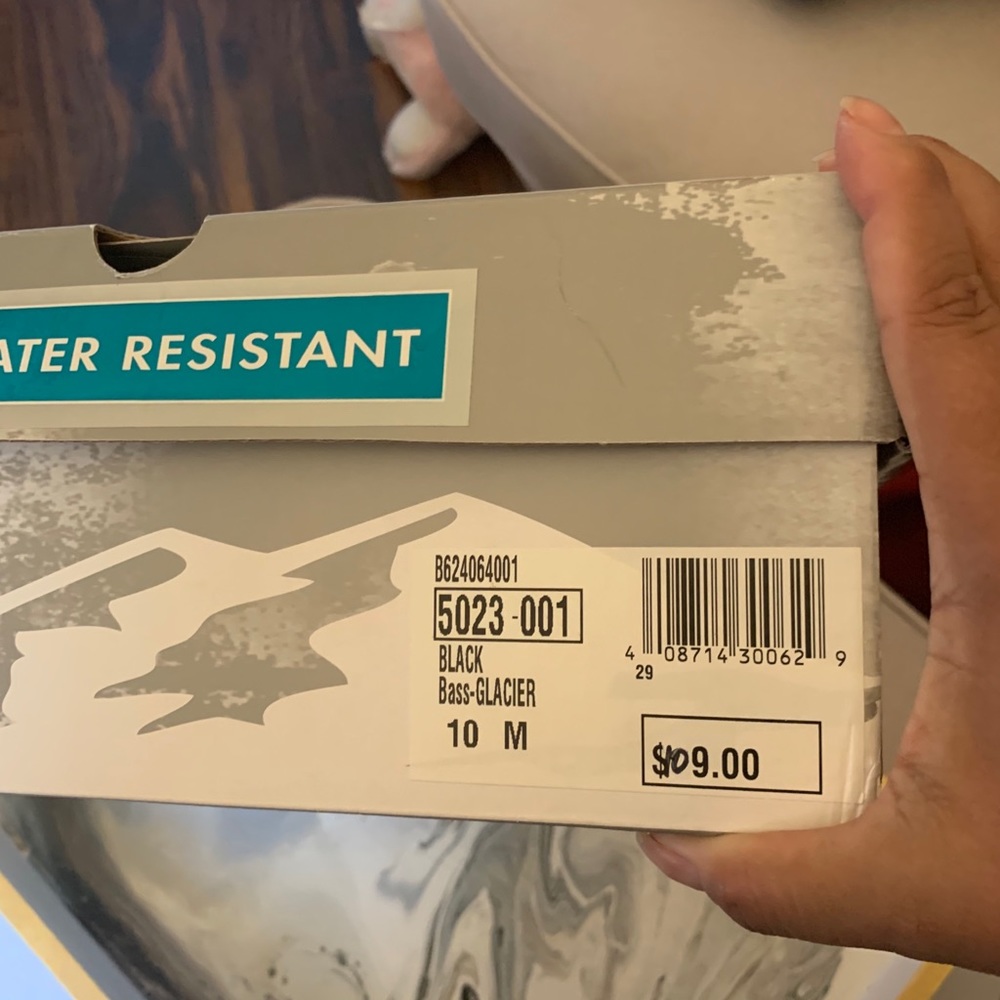 ATER RESISTANT
B624064001
5023-001
BLACK
Bass-GLACIER
10 M
4 08714 30062 9
29
$109.00